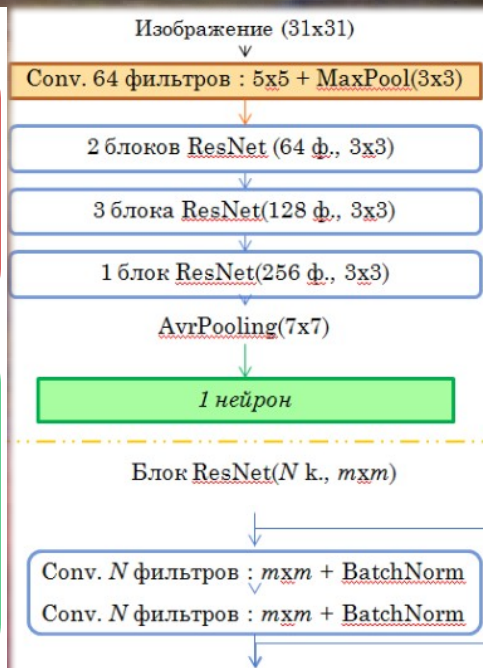 Изображение (31x31)
Conv. 64 фильтров : 5x5 + MaxPool(3x3)
2 блоков ResNet (64 ф., 3x3)
3 блока ResNet(128 ф., 3x3)
1 блок ResNet(256 ф., 3x3)
AvrPooling(7x7)
1 нейрон
Блок ResNet(N k., mxm)
Conv. N фильтров : mxm + BatchNorm
Conv. N фильтров : mxm + BatchNorm